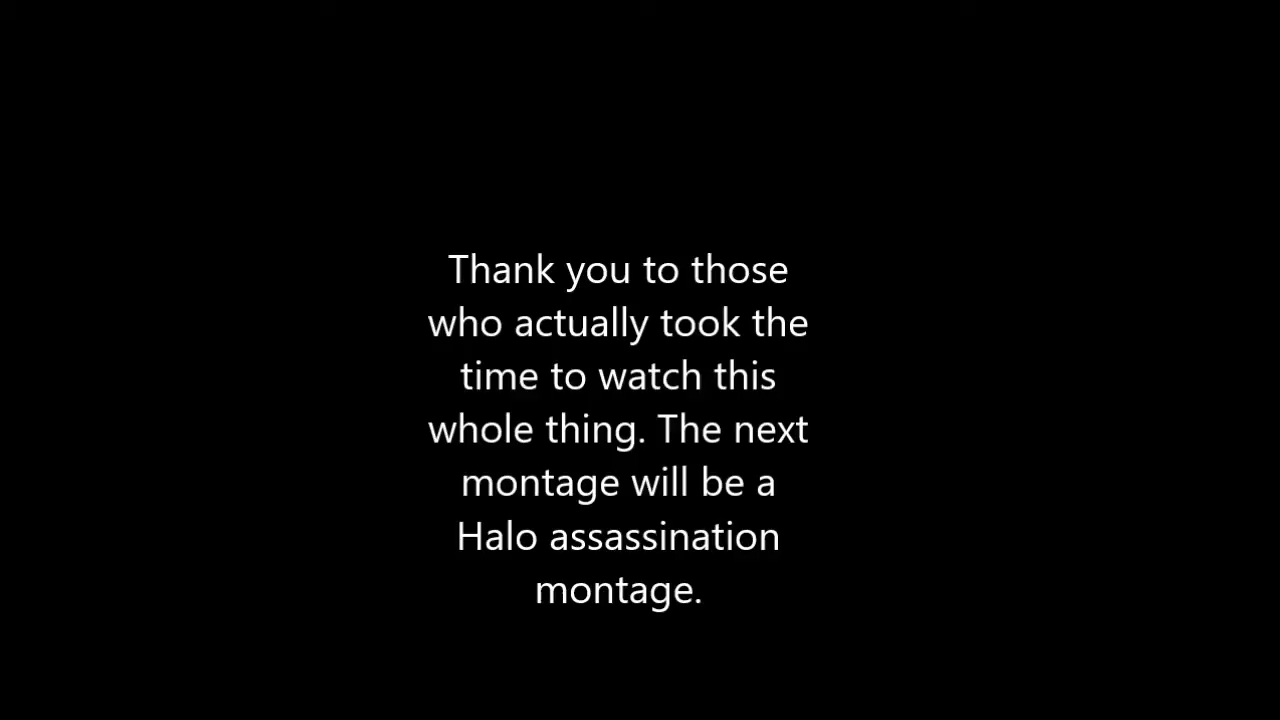 Thank you to those
who actually took the
time to watch this
whole thing. The next
montage will be a
Halo assassination
montage.